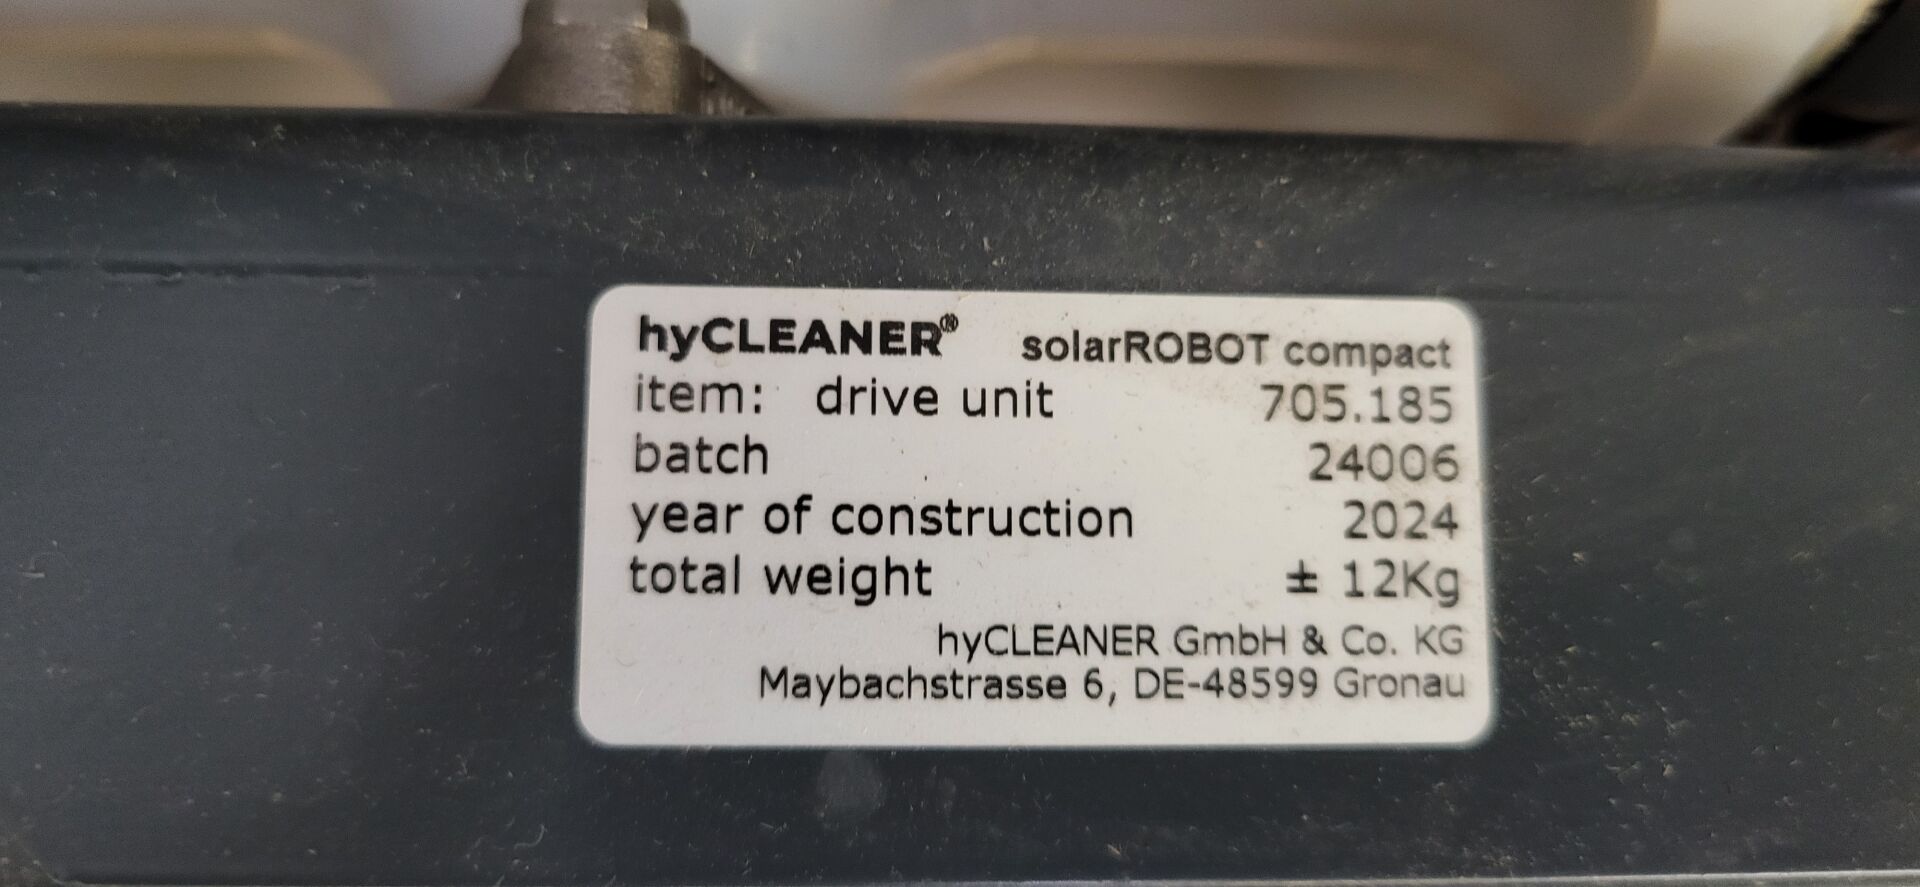 hyCLEANER® solarROBOT compact
item: drive unit 705.185
batch 24006
year of construction 2024
total weight ± 12Kg
hyCLEANER GmbH & Co. KG
Maybachstrasse 6, DE-48599 Gronau